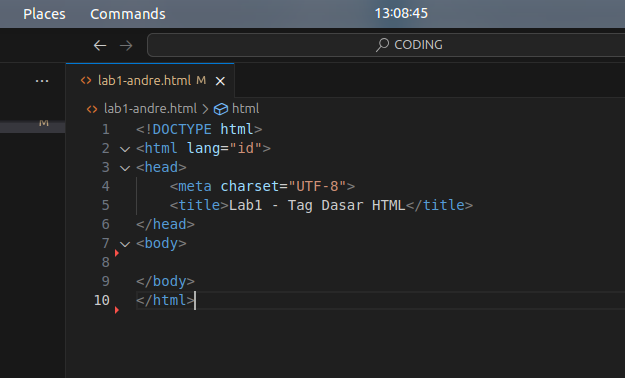 Places Commands 13:08:45
CODING
lab1-andre.html M
M
lab1-andre.html > html
1 <!DOCTYPE html>
2 <html lang="id">
3 <head>
4 <meta charset="UTF-8">
5 <title>Lab1 - Tag Dasar HTML</title>
6 </head>
7 <body>
8
9 </body>
10 </html>